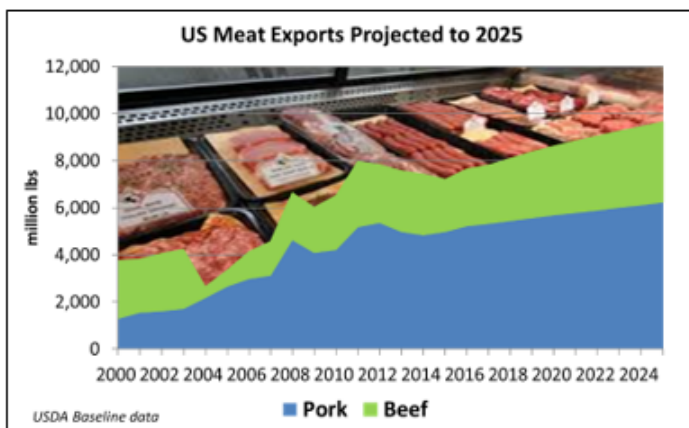 US Meat Exports Projected to 2025
12,000
10,000
8,000
6,000
4,000
2,000
0
million lbs
2000 2002 2004 2006 2008 2010 2012 2014 2016 2018 2020 2022 2024
USDA Baseline data
Pork Beef